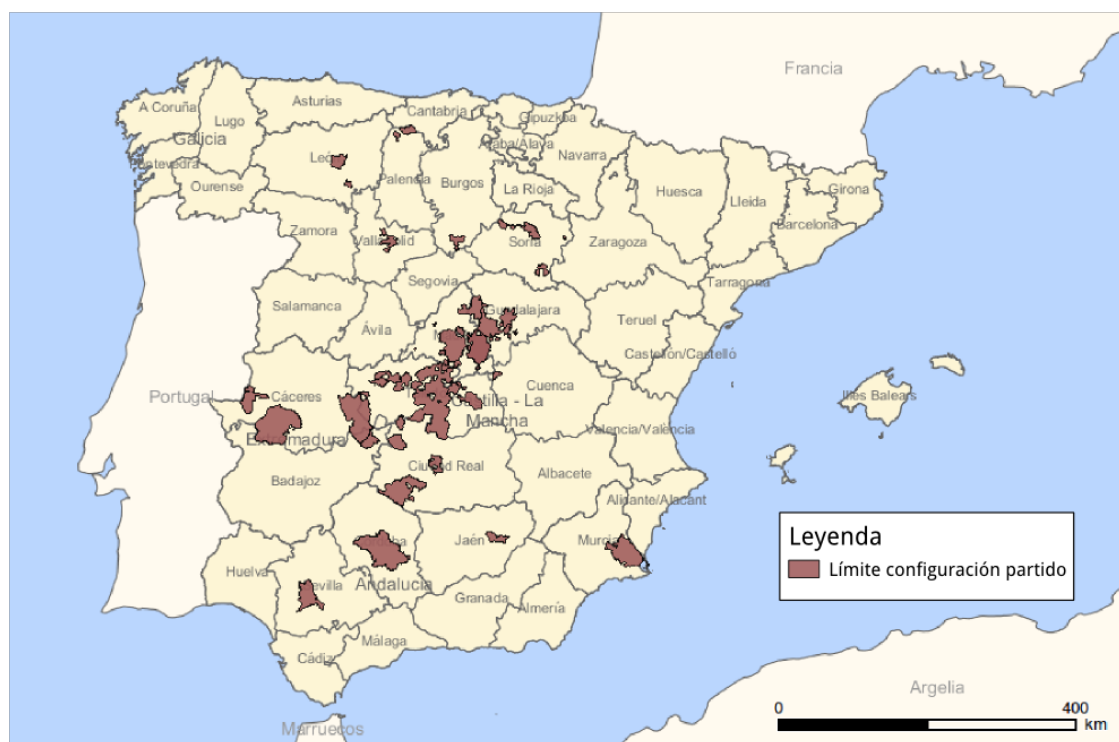 Francia
A Coruña
Lugo
Asturias
Cantabria
Gipuzkoa
Galicia
Araba/Álava
Navarra
León
Palencia
Burgos
La Rioja
Huesca
Lleida
Girona
Ourense
Barcelona
Zamora
Valladolid
Soria
Zaragoza
Segovia
Tarragona
Salamanca
Guadalajara
Ávila
Teruel
Castellón/Castelló
Portugal
Cáceres
Cuenca
Castilla - La
Mancha
Illes Balears
Extremadura
Valencia/València
Badajoz
Ciudad Real
Albacete
Alicante/Alacant
Jaén
Murcia
Huelva
Sevilla
Andalucía
Granada
Almería
Málaga
Cádiz
Leyenda
Límite configuración partido
Argelia
Marruecos
0
400
km